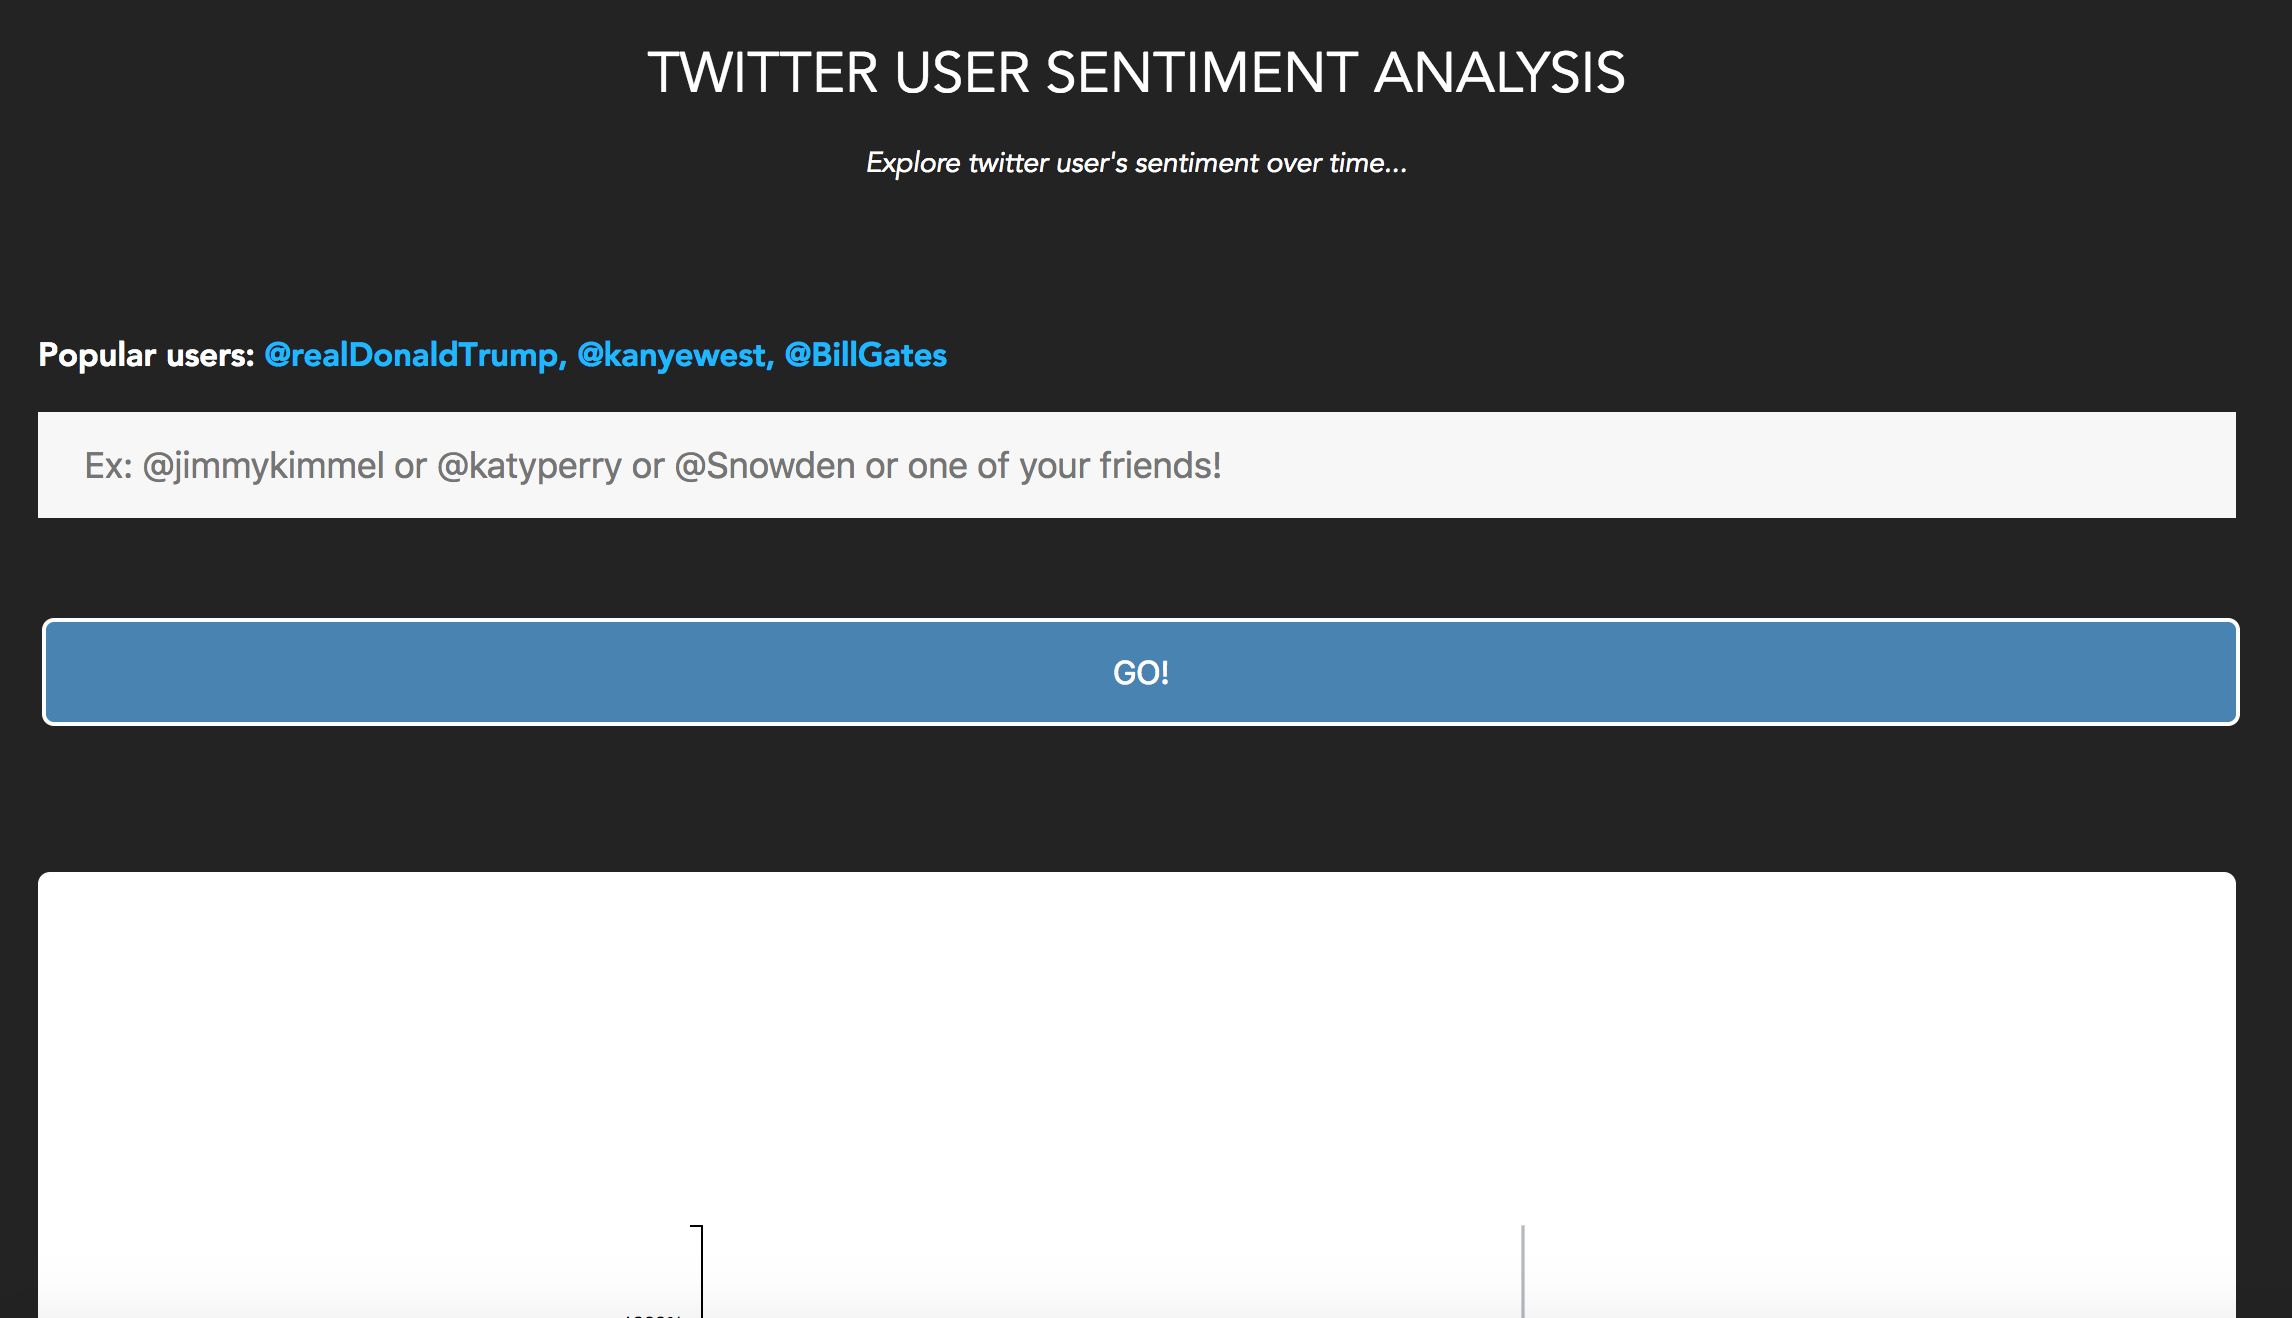 TWITTER USER SENTIMENT ANALYSIS
Explore twitter user's sentiment over time...
Popular users: @realDonaldTrump, @kanyewest, @BillGates
Ex: @jimmykimmel or @katyperry or @Snowden or one of your friends!
GO!